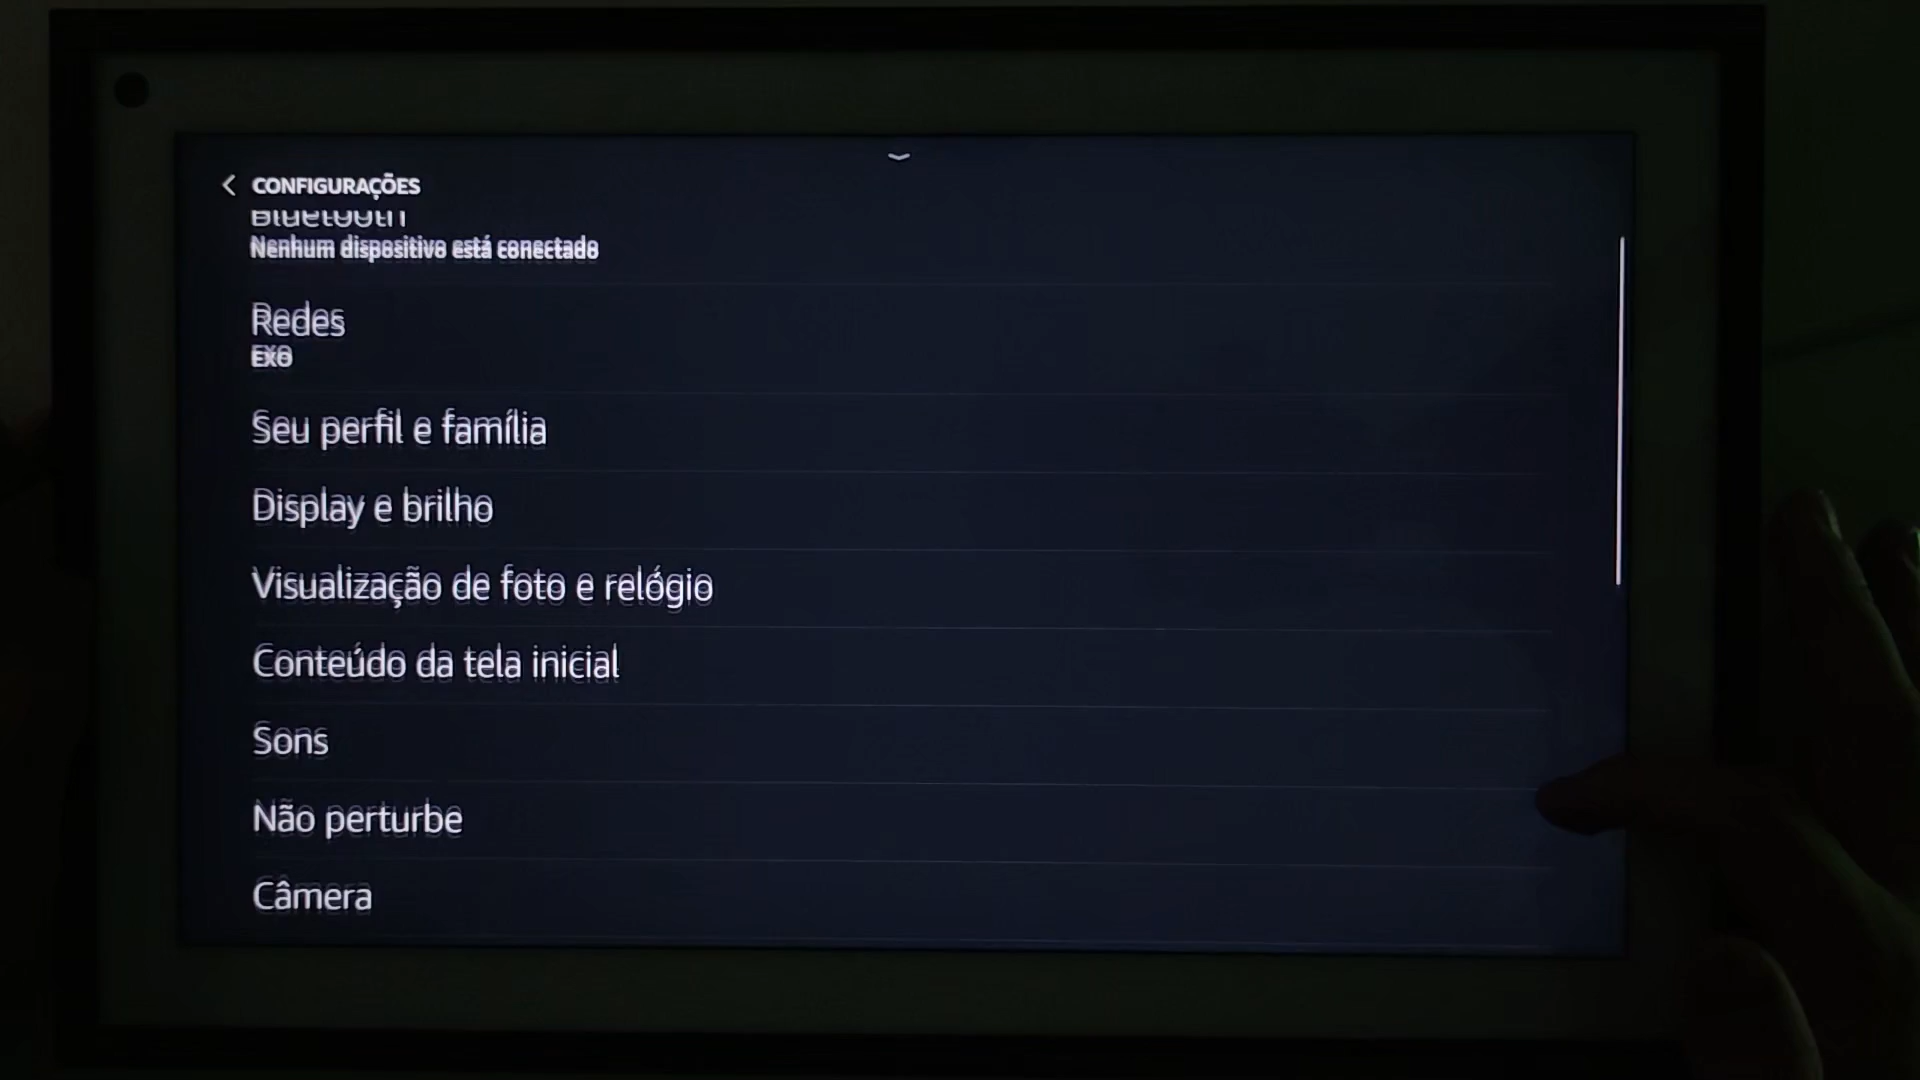 CONFIGURAÇÕES
Bluetooth
Nenhum dispositivo está conectado
Redes
EXO
Seu perfil e família
Display e brilho
Visualização de foto e relógio
Conteúdo da tela inicial
Sons
Não perturbe
Câmera